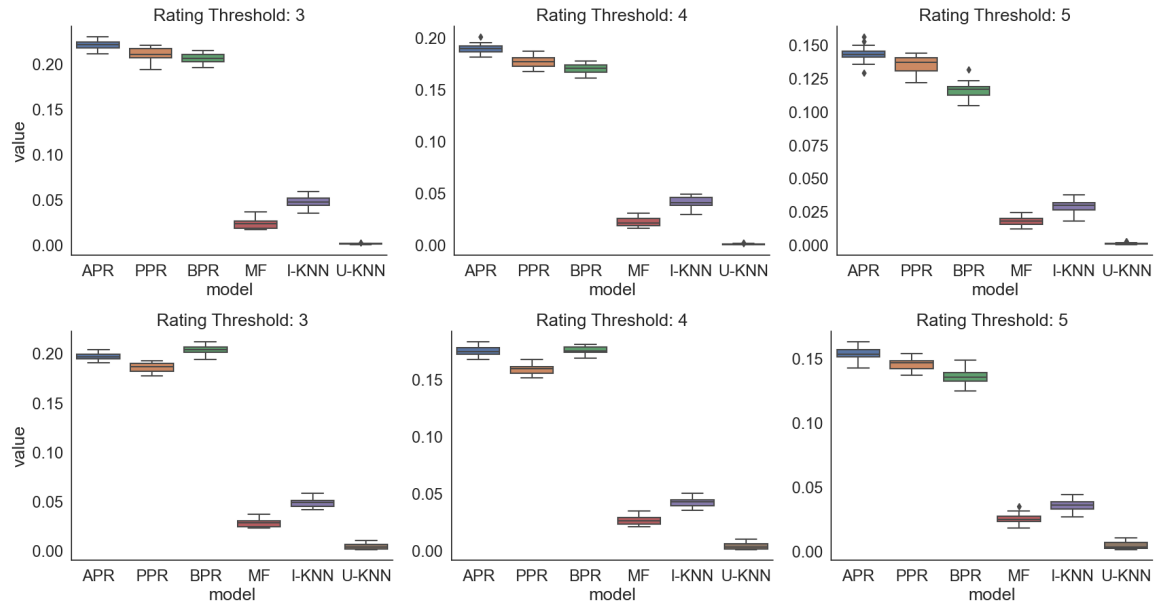 Rating Threshold: 3
0.20
0.15
0.10
0.05
0.00
value
APR PPR BPR MF I-KNN U-KNN
model
Rating Threshold: 4
0.20
0.15
0.10
0.05
0.00
APR PPR BPR MF I-KNN U-KNN
model
Rating Threshold: 5
0.150
0.125
0.100
0.075
0.050
0.025
0.000
APR PPR BPR MF I-KNN U-KNN
model
Rating Threshold: 3
0.20
0.15
0.10
0.05
0.00
value
APR PPR BPR MF I-KNN U-KNN
model
Rating Threshold: 4
0.15
0.10
0.05
0.00
APR PPR BPR MF I-KNN U-KNN
model
Rating Threshold: 5
0.15
0.10
0.05
0.00
APR PPR BPR MF I-KNN U-KNN
model